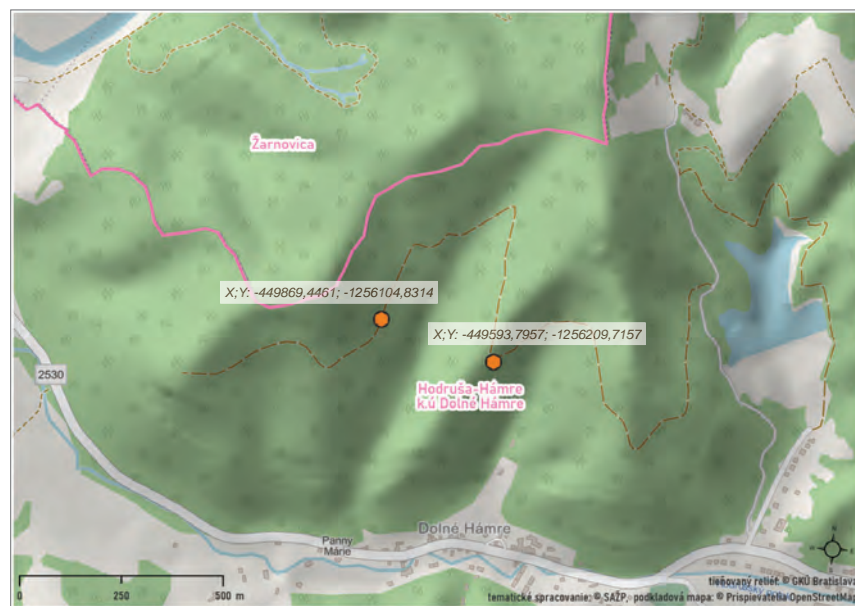 Žarnovica
X;Y: -449869,4461; -1256104,8314
X;Y: -449593,7957; -1256209,7157
2530
Hodruša-Hámre
k.ú Dolné Hámre
Dolné Hámre
Panny
Márie
N
0 250 500 m
tieňovaný reliéf: © GKÚ Bratislava
tematické spracovanie: © SAŽP, podkladová mapa: © Prispievatelia OpenStreetMap